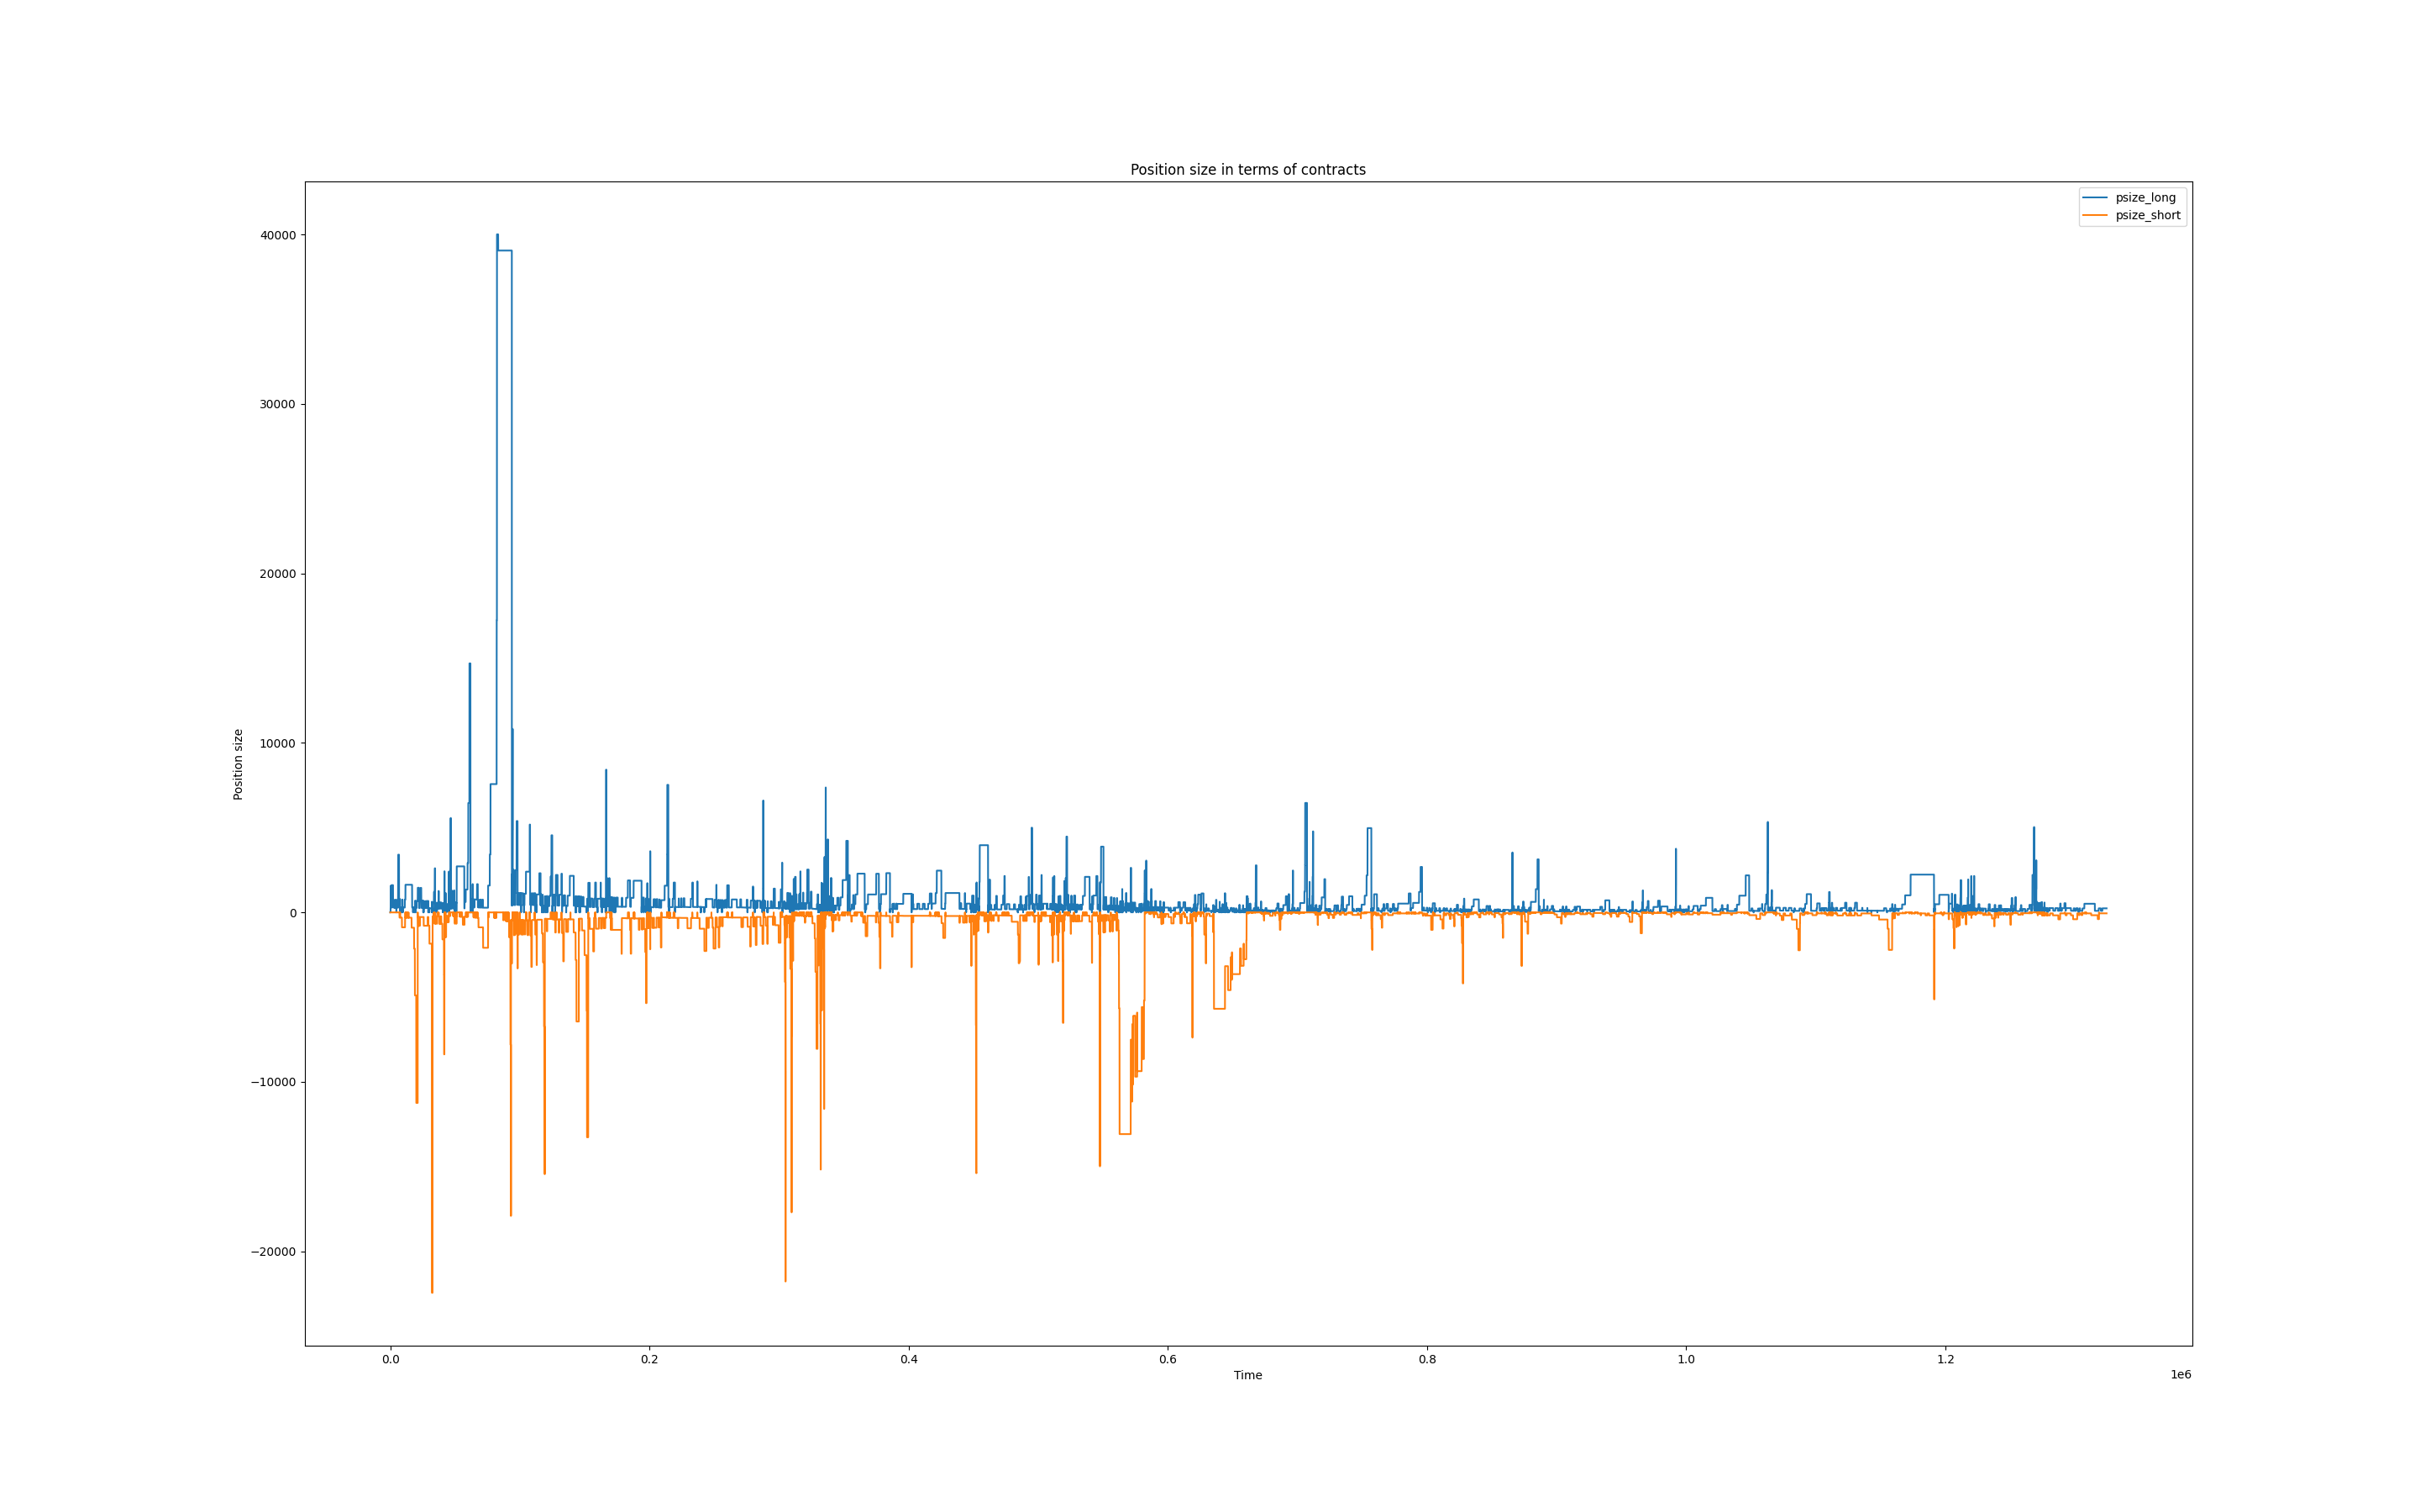 Position size in terms of contracts
psize_long
psize_short
Position size
40000
30000
20000
10000
0
−10000
−20000
0.0
0.2
0.4
0.6
0.8
1.0
1.2
Time
1e6